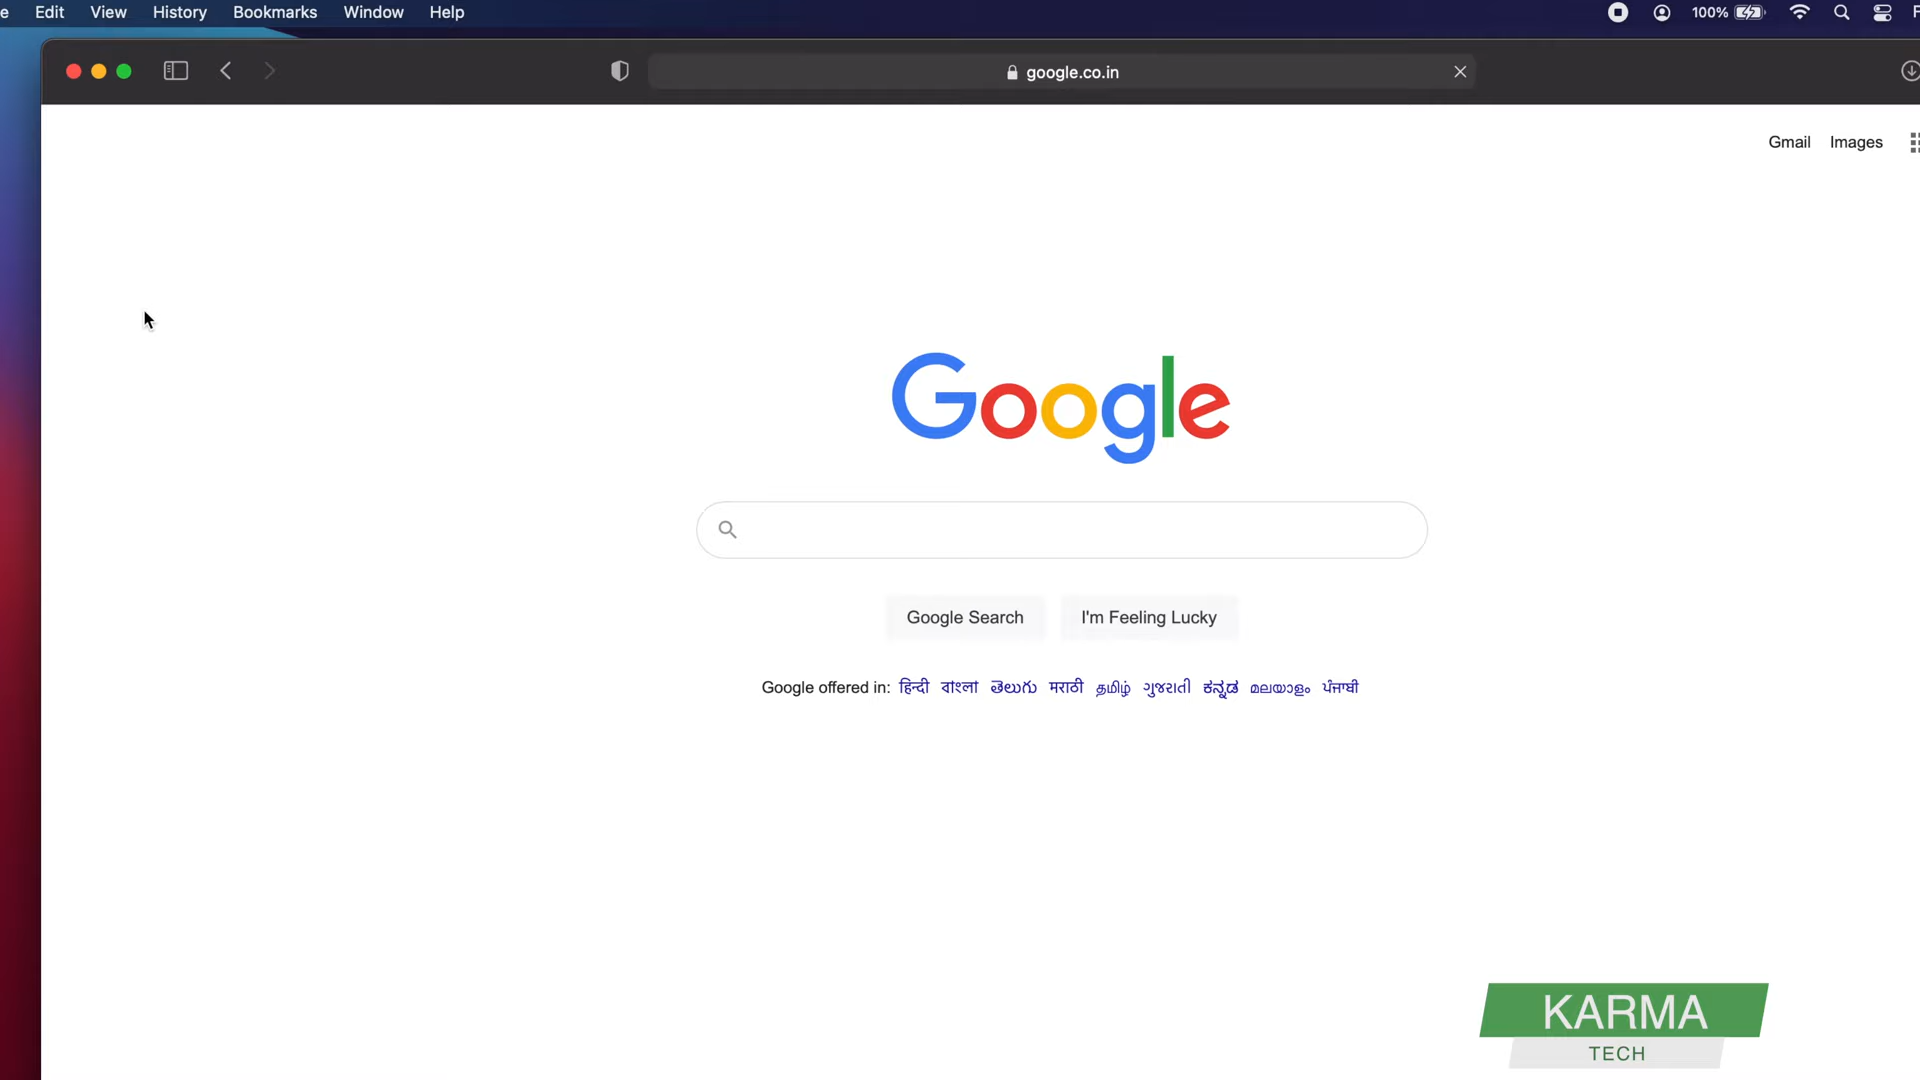 Edit View History Bookmarks Window Help 100%
google.co.in
Gmail Images
Google
Google Search I'm Feeling Lucky
Google offered in: हिन्दी বাংলা తెలుగు मराठी தமிழ் ગુજરાતી ಕನ್ನಡ മലയാളം ਪੰਜਾਬੀ
KARMA
TECH